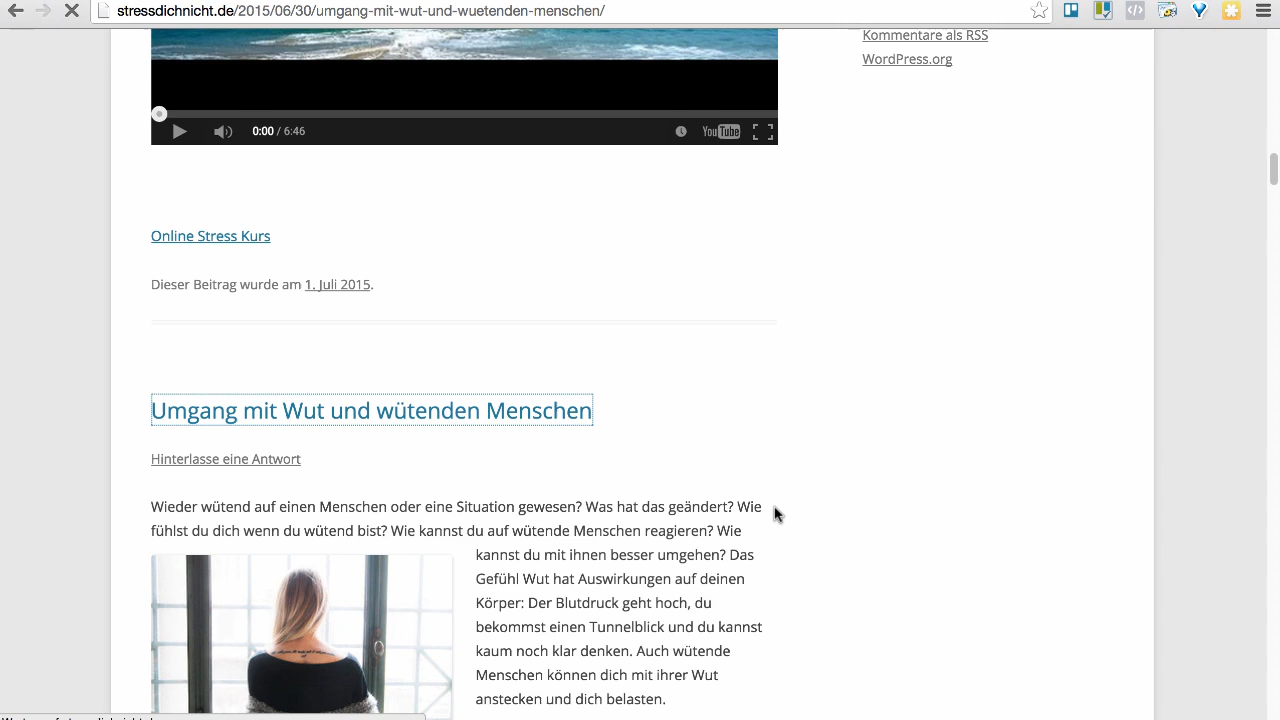 stressdichnicht.de/2015/06/30/umgang-mit-wut-und-wuetenden-menschen/
Kommentare als RSS
WordPress.org
0:00 / 6:46
YouTube
Online Stress Kurs
Dieser Beitrag wurde am 1. Juli 2015.
Umgang mit Wut und wütenden Menschen
Hinterlasse eine Antwort
Wieder wütend auf einen Menschen oder eine Situation gewesen? Was hat das geändert? Wie
fühlst du dich wenn du wütend bist? Wie kannst du auf wütende Menschen reagieren? Wie
kannst du mit ihnen besser umgehen? Das
Gefühl Wut hat Auswirkungen auf deinen
Körper: Der Blutdruck geht hoch, du
bekommst einen Tunnelblick und du kannst
kaum noch klar denken. Auch wütende
Menschen können dich mit ihrer Wut
anstecken und dich belasten.